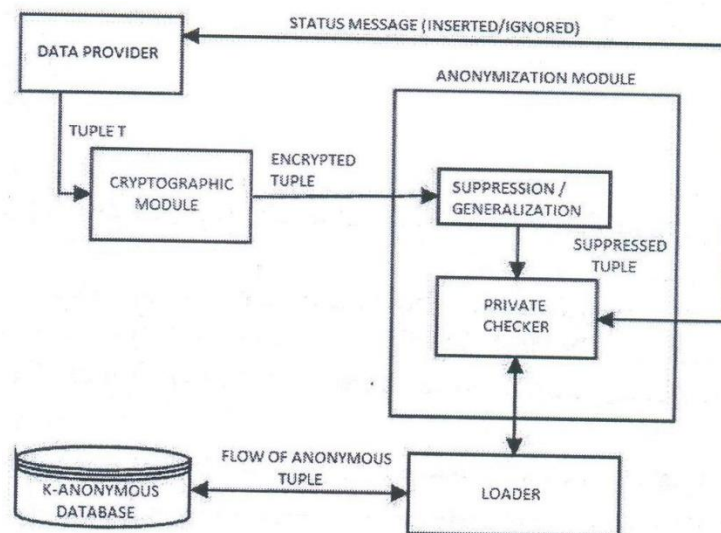 STATUS MESSAGE (INSERTED/IGNORED)
DATA PROVIDER
ANONYMIZATION MODULE
TUPLE T
CRYPTOGRAPHIC
MODULE
ENCRYPTED
TUPLE
SUPPRESSION /
GENERALIZATION
SUPPRESSED
TUPLE
PRIVATE
CHECKER
FLOW OF ANONYMOUS
TUPLE
K-ANONYMOUS
DATABASE
LOADER